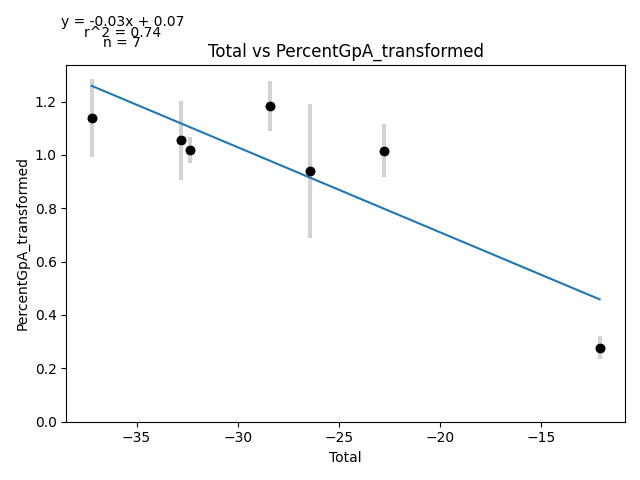 y = -0.03x + 0.07
r^2 = 0.74
n = 7
Total vs PercentGpA_transformed
PercentGpA_transformed
1.2
1.0
0.8
0.6
0.4
0.2
0.0
−35
−30
−25
−20
−15
Total